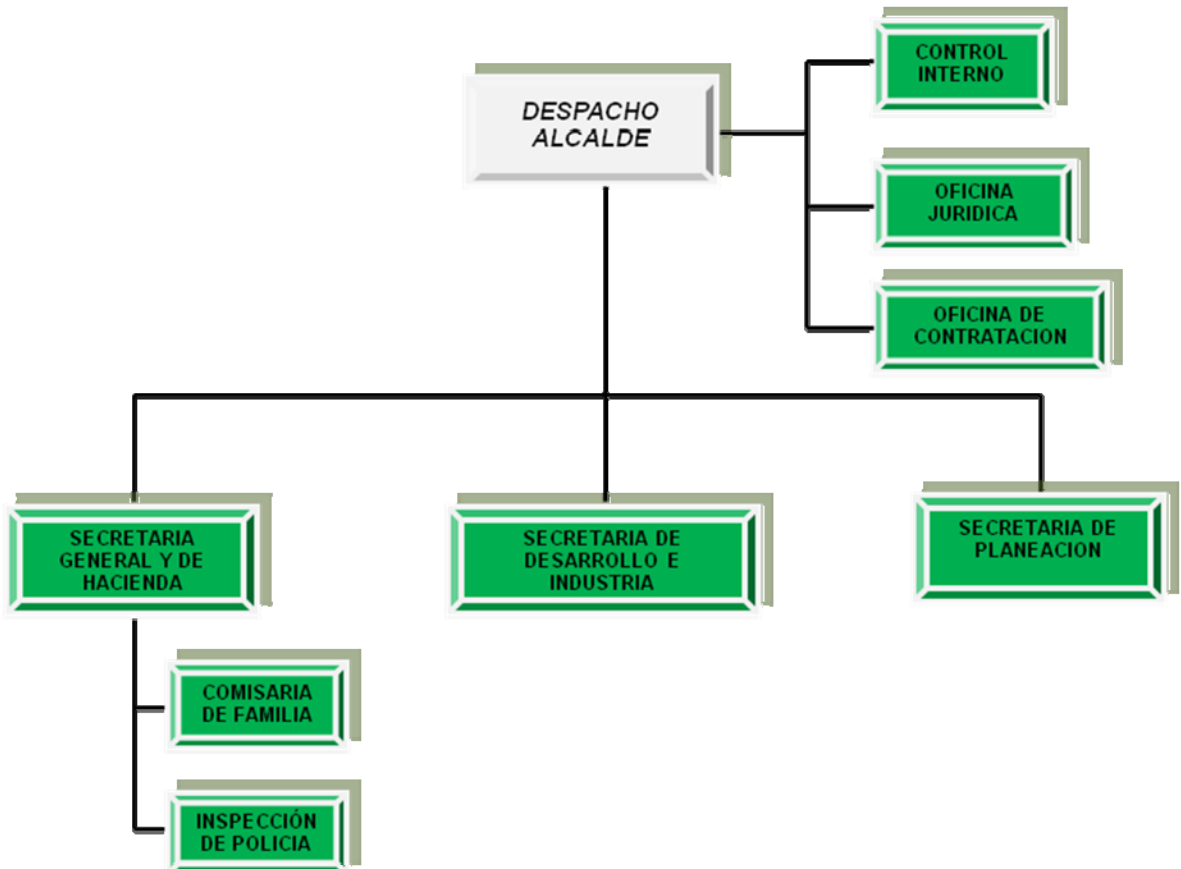 DESPACHO
ALCALDE
CONTROL
INTERNO
OFICINA
JURIDICA
OFICINA DE
CONTRATACION
SECRETARIA
GENERAL Y DE
HACIENDA
SECRETARIA DE
DESARROLLO E
INDUSTRIA
SECRETARIA DE
PLANEACION
COMISARIA
DE FAMILIA
INSPECCIÓN
DE POLICIA